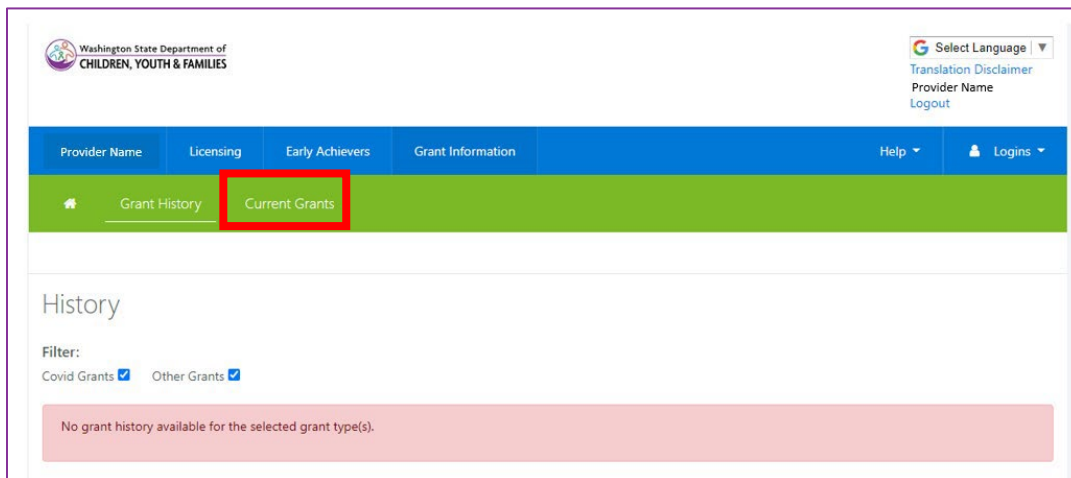 Washington State Department of
CHILDREN, YOUTH & FAMILIES
Select Language ▼
Translation Disclaimer
Provider Name
Logout
Provider Name Licensing Early Achievers Grant Information Help Logins
Grant History Current Grants
History
Filter:
Covid Grants Other Grants
No grant history available for the selected grant type(s).